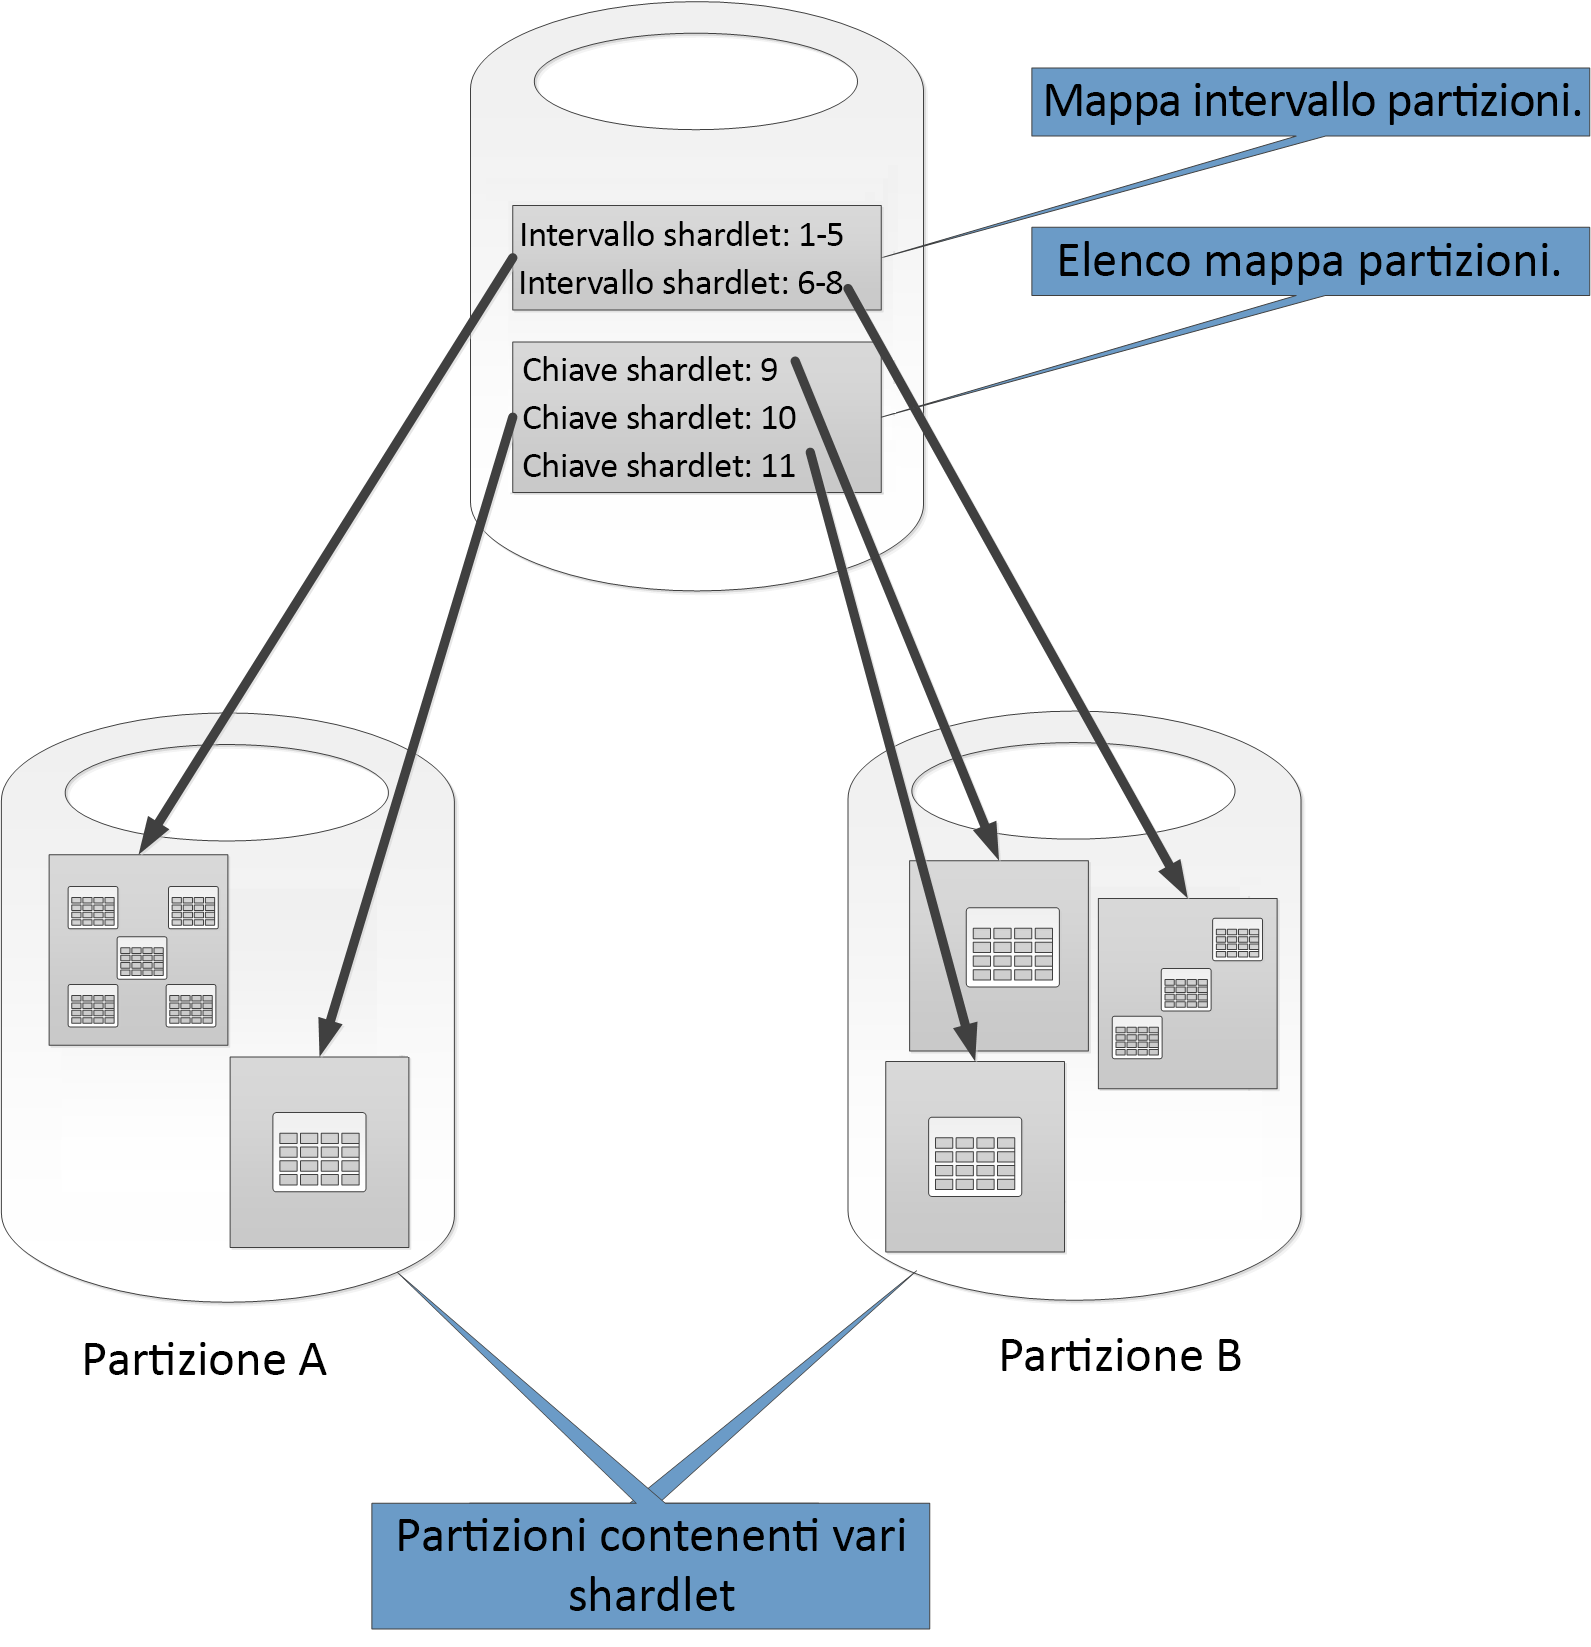 Mappa intervallo partizioni.
Intervallo shardlet: 1-5
Intervallo shardlet: 6-8
Elenco mappa partizioni.
Chiave shardlet: 9
Chiave shardlet: 10
Chiave shardlet: 11
Partizione A
Partizione B
Partizioni contenenti vari
shardlet